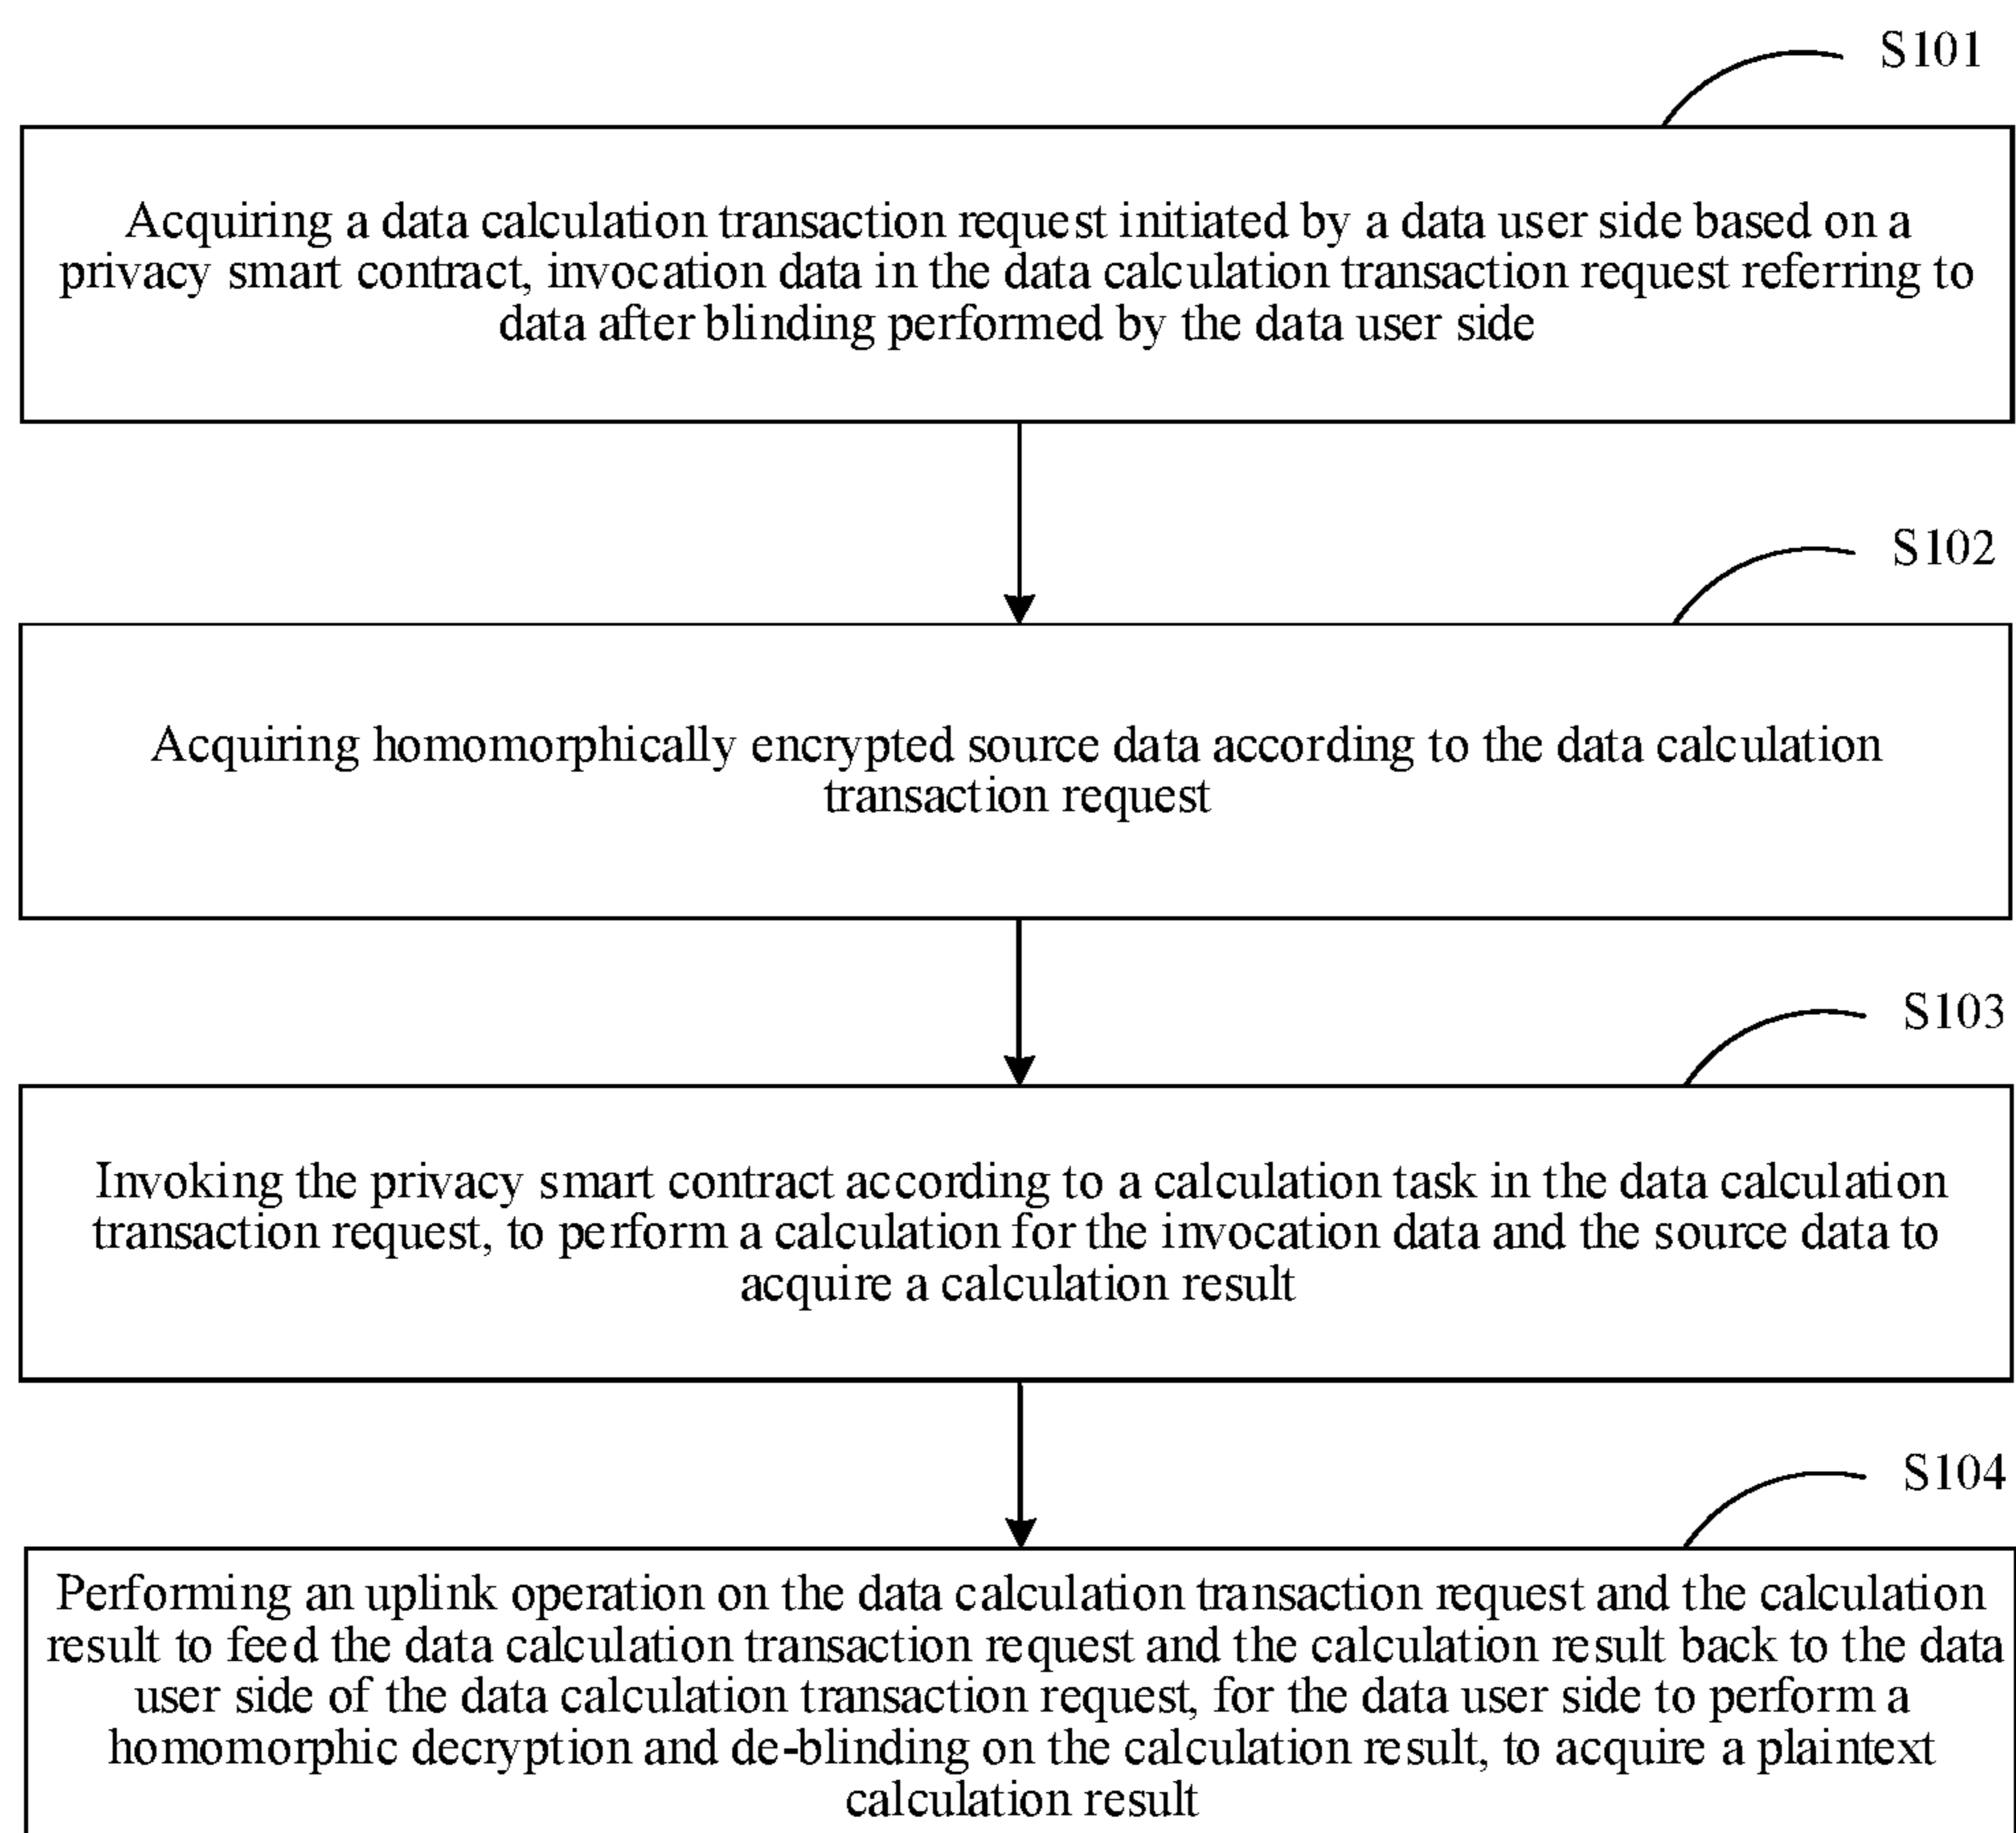 S101
Acquiring a data calculation transaction request initiated by a data user side based on a
privacy smart contract, invocation data in the data calculation transaction request referring to
data after blinding performed by the data user side
S102
Acquiring homomorphically encrypted source data according to the data calculation
transaction request
S103
Invoking the privacy smart contract according to a calculation task in the data calculation
transaction request, to perform a calculation for the invocation data and the source data to
acquire a calculation result
S104
Performing an uplink operation on the data calculation transaction request and the calculation
result to feed the data calculation transaction request and the calculation result back to the data
user side of the data calculation transaction request, for the data user side to perform a
homomorphic decryption and de-blinding on the calculation result, to acquire a plaintext
calculation result